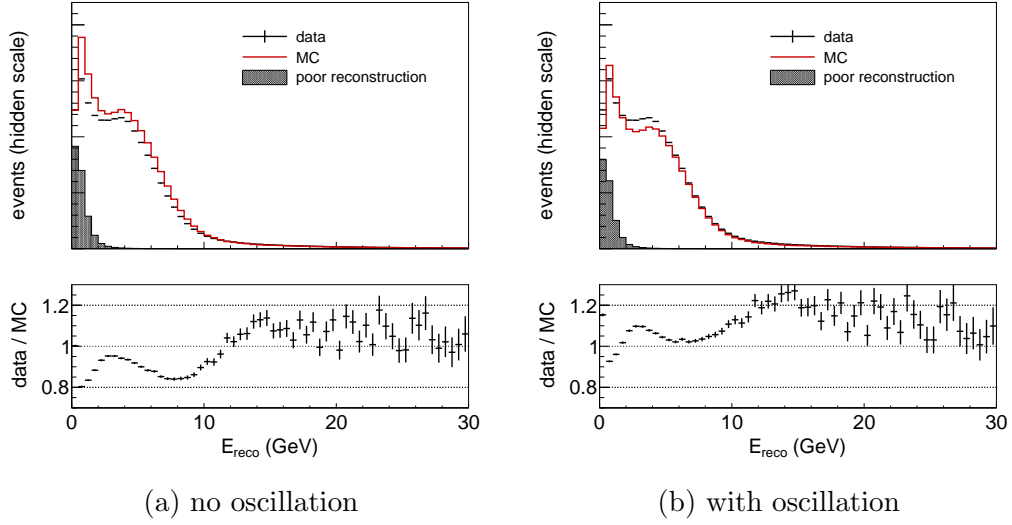 events (hidden scale)
data
MC
poor reconstruction
data / MC
1.2
1
0.8
0 10 20 30
E_reco (GeV)
(a) no oscillation
events (hidden scale)
data
MC
poor reconstruction
data / MC
1.2
1
0.8
0 10 20 30
E_reco (GeV)
(b) with oscillation